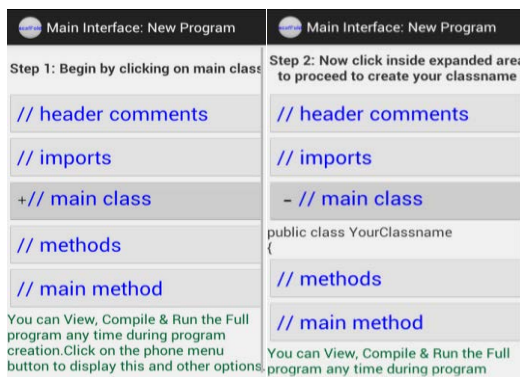 Main Interface: New Program
Step 1: Begin by clicking on main class
// header comments
// imports
+// main class
// methods
// main method
You can View, Compile & Run the Full
program any time during program
creation.Click on the phone menu
button to display this and other options.
Main Interface: New Program
Step 2: Now click inside expanded area
to proceed to create your classname
// header comments
// imports
- // main class
public class YourClassname
{
// methods
// main method
You can View, Compile & Run the Full
program any time during program